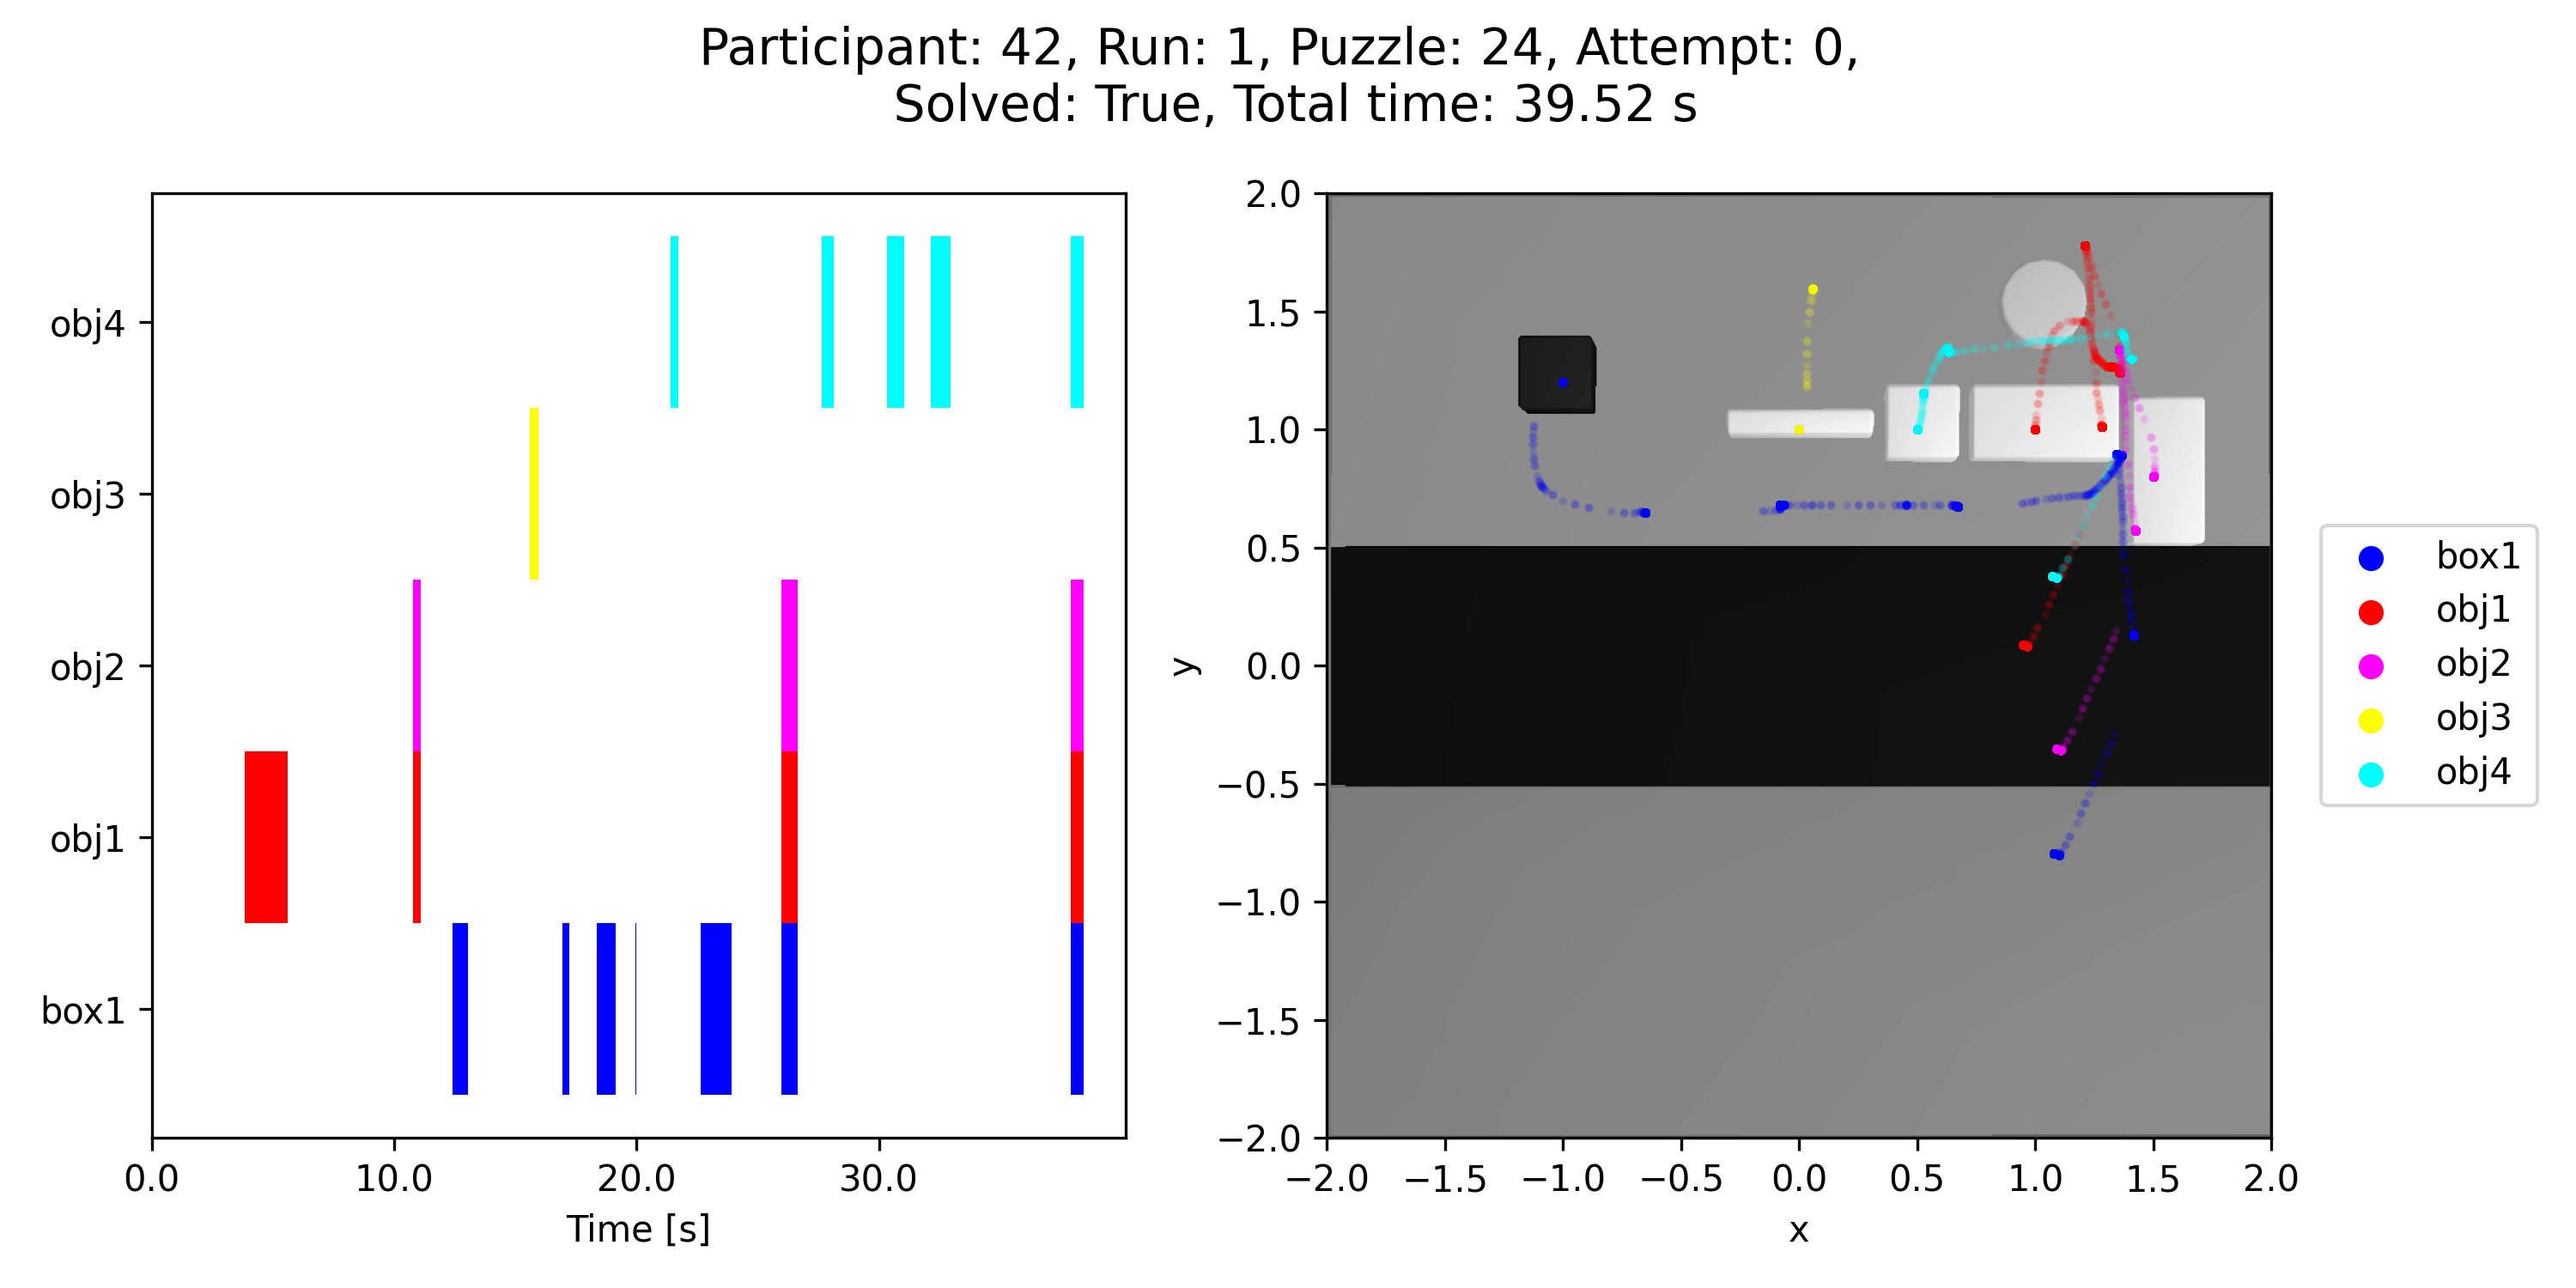 Participant: 42, Run: 1, Puzzle: 24, Attempt: 0,
Solved: True, Total time: 39.52 s
obj4
obj3
obj2
obj1
box1
0.0 10.0 20.0 30.0
Time [s]
2.0
1.5
1.0
0.5
0.0
−0.5
−1.0
−1.5
−2.0
y
−2.0 −1.5 −1.0 −0.5 0.0 0.5 1.0 1.5 2.0
x
box1
obj1
obj2
obj3
obj4